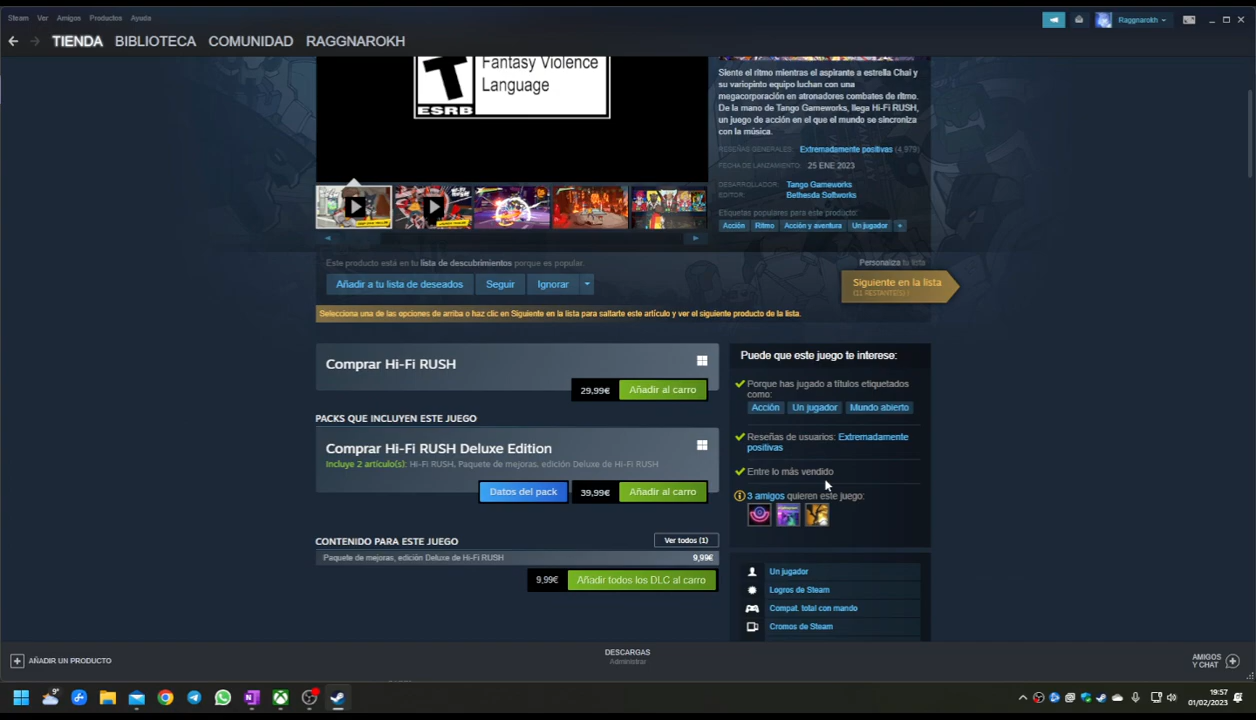 Steam Ver Amigos Productos Ayuda
Raggnarokh
TIENDA BIBLIOTECA COMUNIDAD RAGGNAROKH
T
ESRB
Fantasy Violence
Language
Siente el ritmo mientras el aspirante a estrella Chai y
su variopinto equipo luchan con una
megacorporación en atronadores combates de ritmo.
De la mano de Tango Gameworks, llega Hi-Fi RUSH,
un juego de acción en el que el mundo se sincroniza
con la música.
RESEÑAS GENERALES: Extremadamente positivas (4,979)
FECHA DE LANZAMIENTO: 25 ENE 2023
DESARROLLADOR: Tango Gameworks
EDITOR: Bethesda Softworks
Etiquetas populares para este producto:
Acción Ritmo Acción y aventura Un jugador +
Este producto está en tu lista de descubrimientos porque es popular.
Personaliza tu lista
Añadir a tu lista de deseados Seguir Ignorar
Siguiente en la lista
(11 RESTANTE(S) )
Selecciona una de las opciones de arriba o haz clic en Siguiente en la lista para saltarte este artículo y ver el siguiente producto de la lista.
Comprar Hi-Fi RUSH
29,99€ Añadir al carro
PACKS QUE INCLUYEN ESTE JUEGO
Comprar Hi-Fi RUSH Deluxe Edition
Incluye 2 artículo(s): Hi-Fi RUSH, Paquete de mejoras, edición Deluxe de Hi-Fi RUSH
Datos del pack 39,99€ Añadir al carro
CONTENIDO PARA ESTE JUEGO Ver todos (1)
Paquete de mejoras, edición Deluxe de Hi-Fi RUSH 9,99€
9,99€ Añadir todos los DLC al carro
Puede que este juego te interese:
Porque has jugado a títulos etiquetados
como:
Acción Un jugador Mundo abierto
Reseñas de usuarios: Extremadamente
positivas
Entre lo más vendido
3 amigos quieren este juego:
Un jugador
Logros de Steam
Compat. total con mando
Cromos de Steam
AÑADIR UN PRODUCTO
DESCARGAS
Administrar
AMIGOS
Y CHAT
9°
19:57
01/02/2023